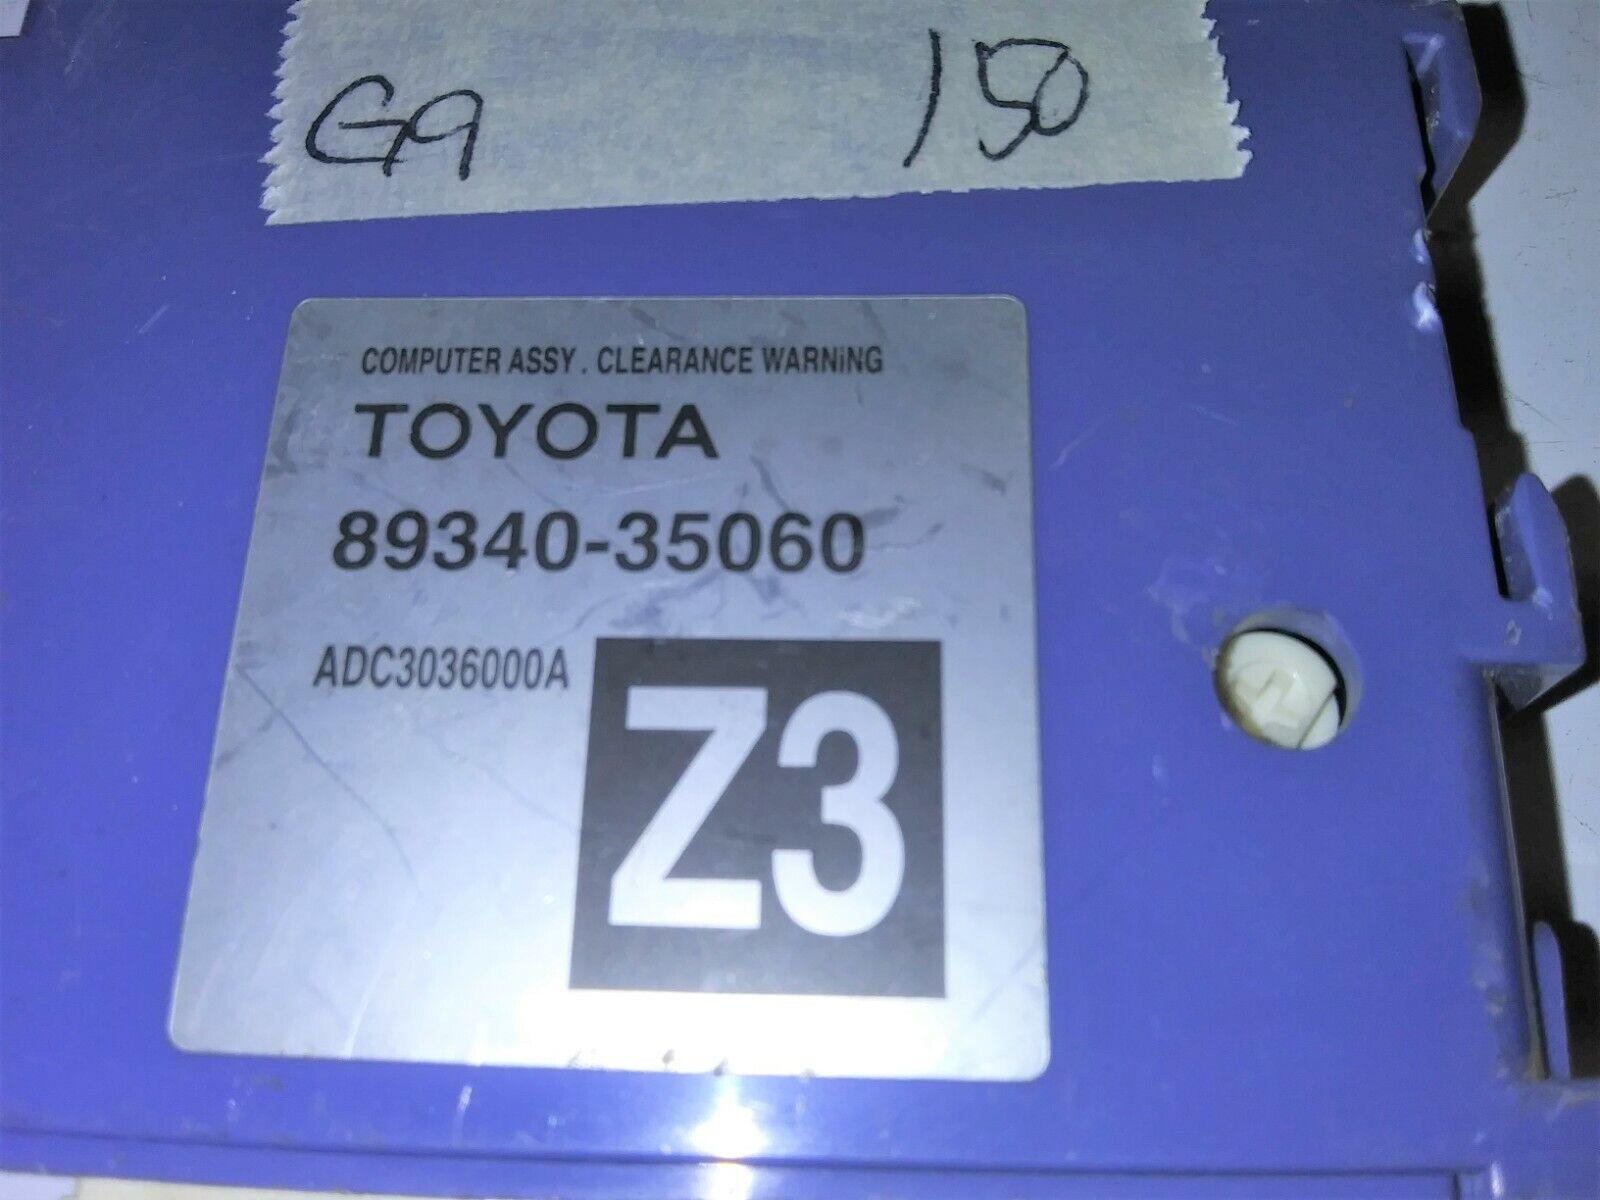 G9 150
COMPUTER ASSY . CLEARANCE WARNiNG
TOYOTA
89340-35060
ADC3036000A
Z3